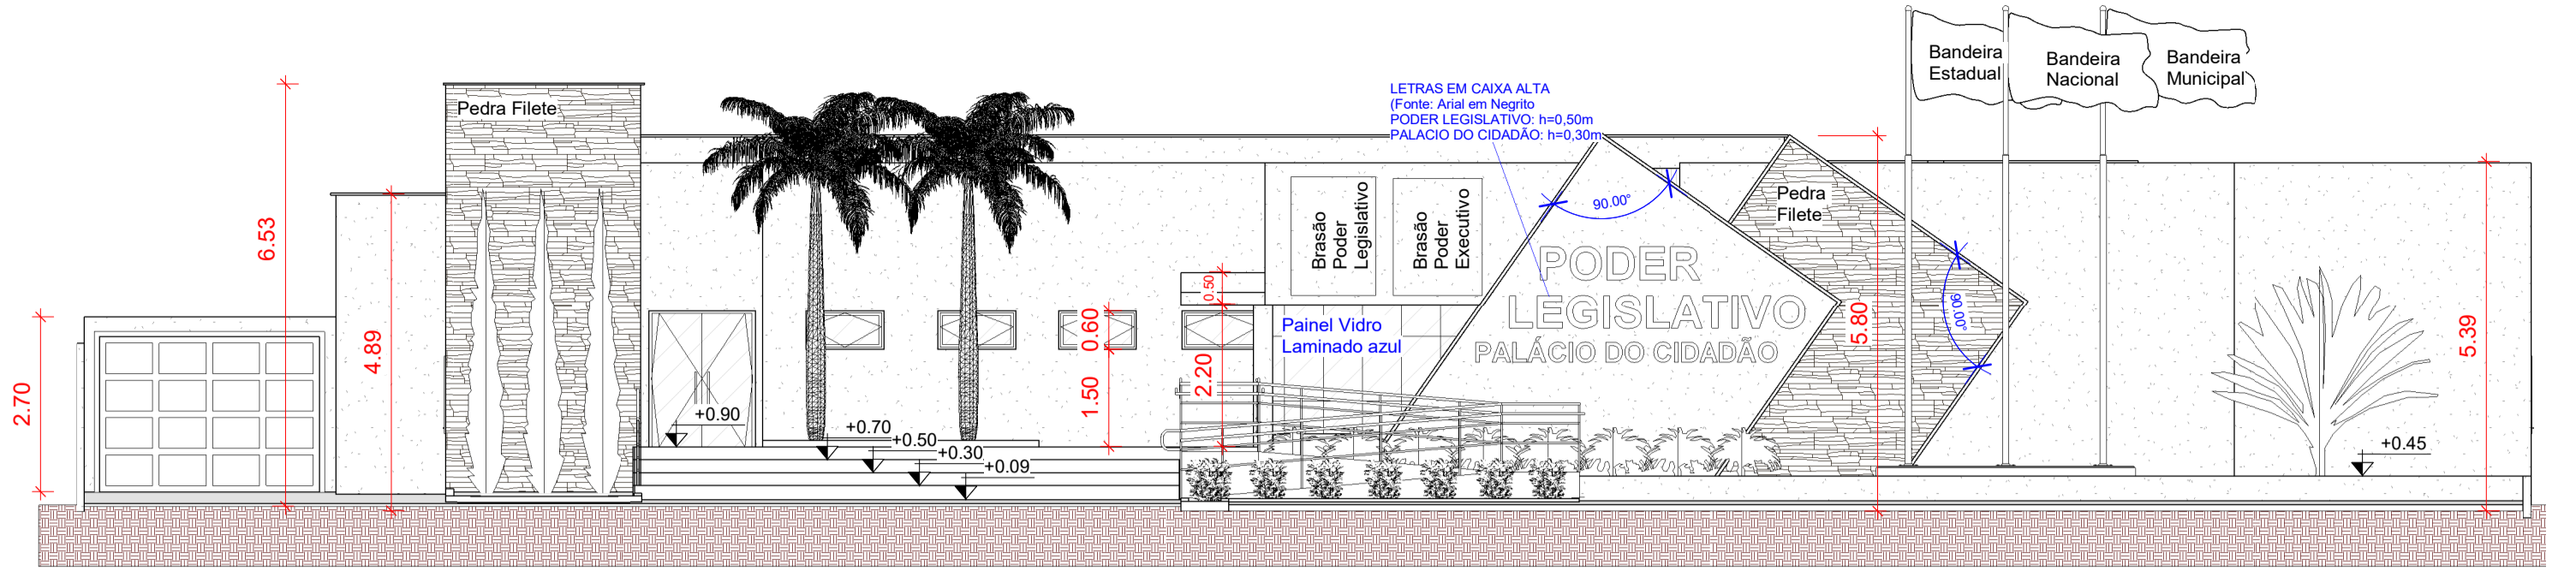 Bandeira
Estadual
Bandeira
Nacional
Bandeira
Municipal
Pedra Filete
LETRAS EM CAIXA ALTA
(Fonte: Arial em Negrito
PODER LEGISLATIVO: h=0,50m
PALACIO DO CIDADÃO: h=0,30m
6.53
4.89
2.70
Brasão
Poder
Legislativo
Brasão
Poder
Executivo
90.00°
Pedra
Filete
PODER
LEGISLATIVO
PALÁCIO DO CIDADÃO
90.00°
5.80
5.39
0.50
0.60
1.50
2.20
Painel Vidro
Laminado azul
+0.90
+0.70
+0.50
+0.30
+0.09
+0.45